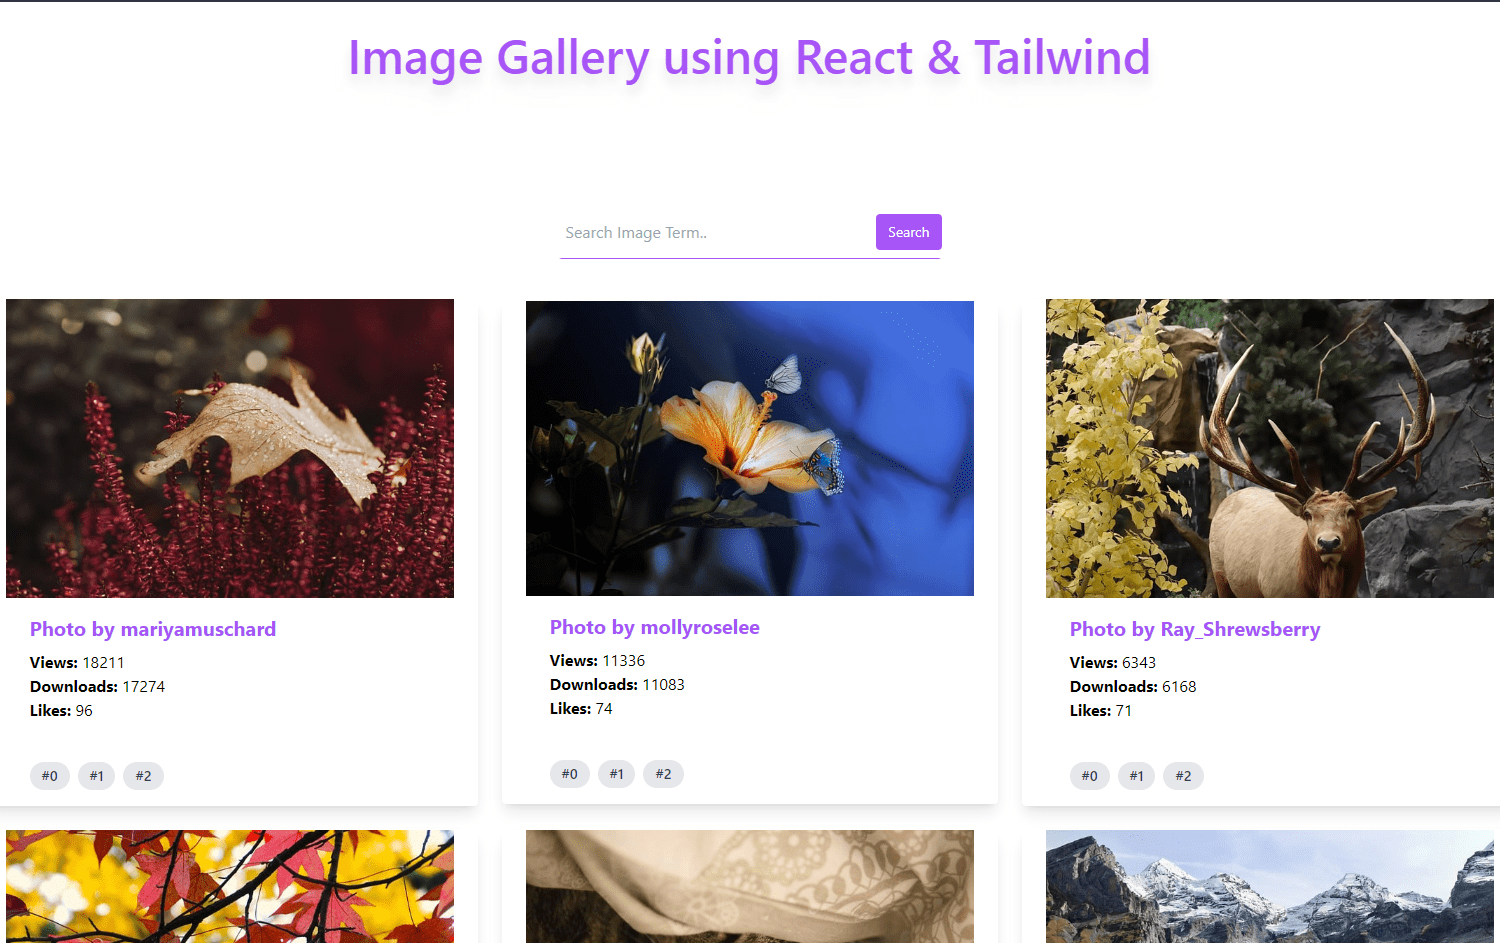 Image Gallery using React & Tailwind
Search Image Term..
Search
Photo by mariyamuschard
Views: 18211
Downloads: 17274
Likes: 96
#0 #1 #2
Photo by mollyroselee
Views: 11336
Downloads: 11083
Likes: 74
#0 #1 #2
Photo by Ray_Shrewsberry
Views: 6343
Downloads: 6168
Likes: 71
#0 #1 #2